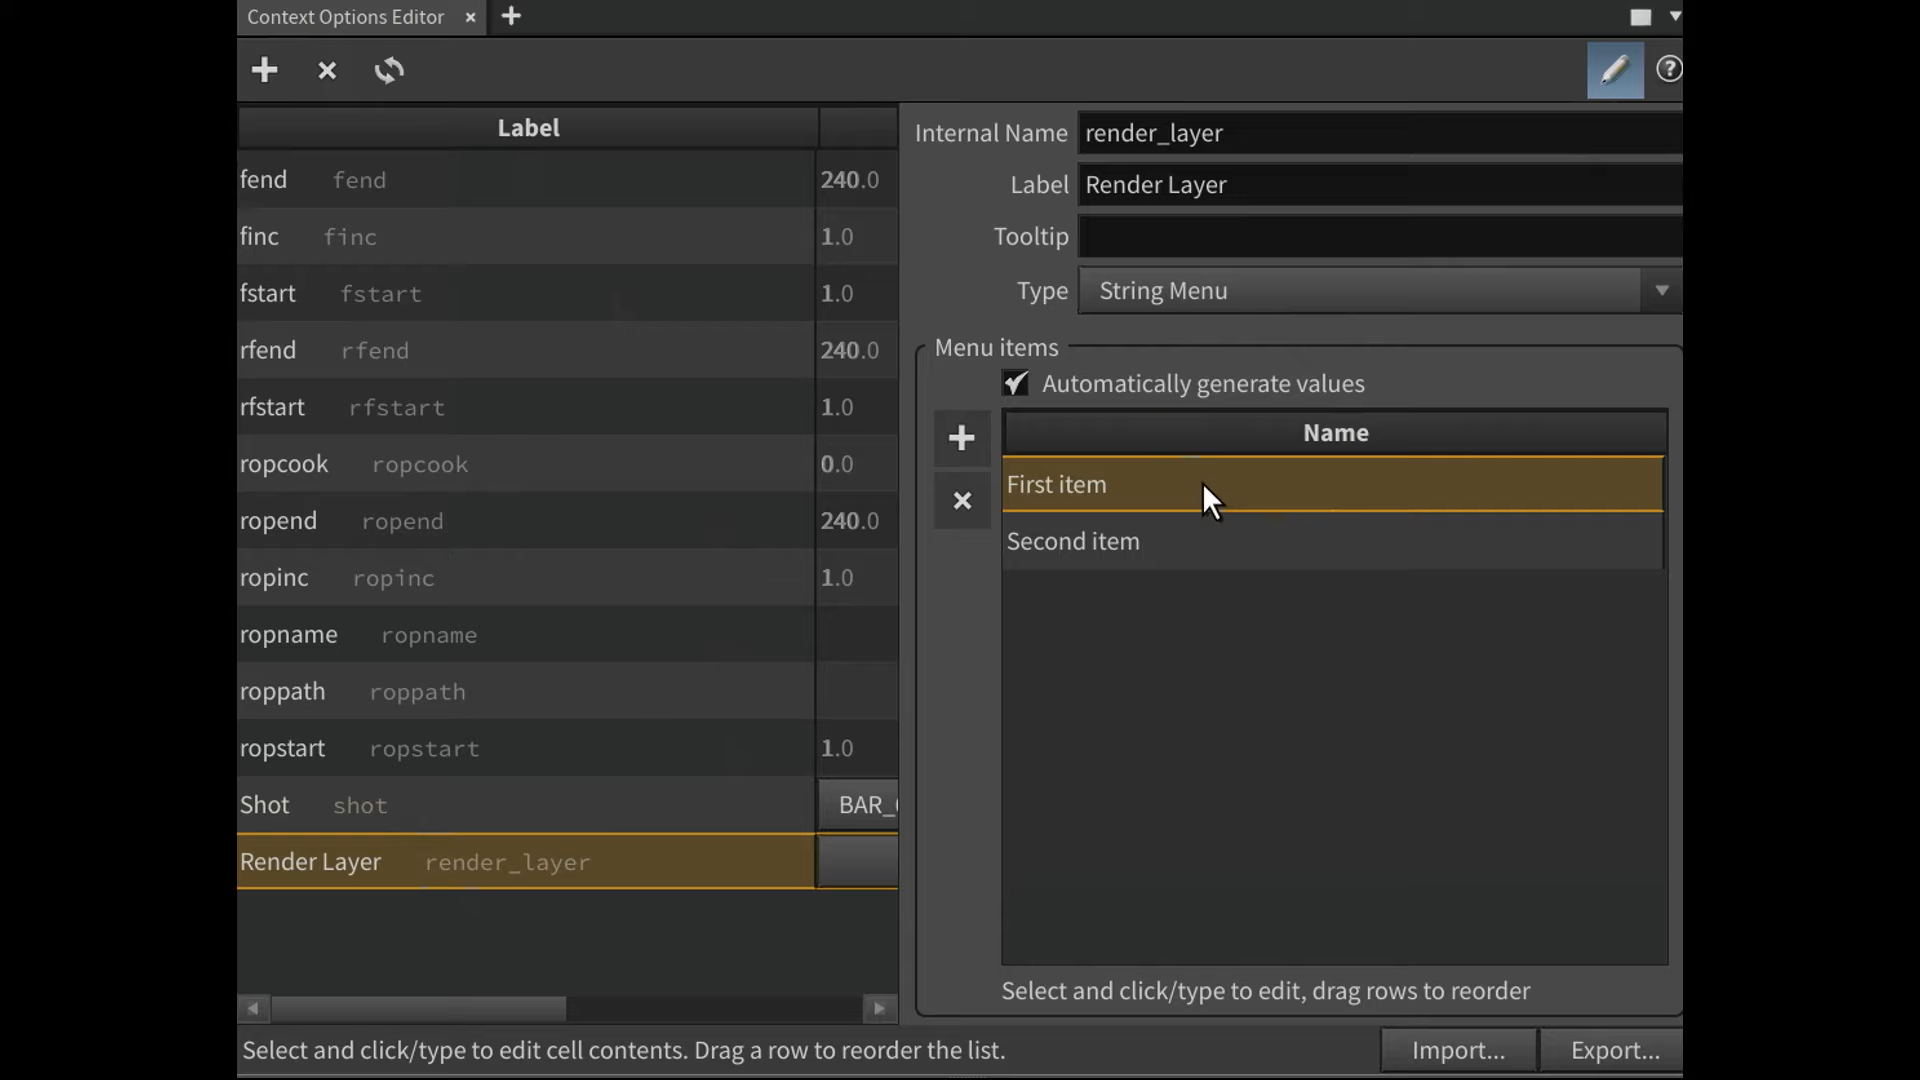 Context Options Editor
Label
fend fend 240.0
finc finc 1.0
fstart fstart 1.0
rfend rfend 240.0
rfstart rfstart 1.0
ropcook ropcook 0.0
ropend ropend 240.0
ropinc ropinc 1.0
ropname ropname
roppath roppath
ropstart ropstart 1.0
Shot shot BAR_
Render Layer render_layer
Internal Name render_layer
Label Render Layer
Tooltip
Type String Menu
Menu items
Automatically generate values
Name
First item
Second item
Select and click/type to edit, drag rows to reorder
Select and click/type to edit cell contents. Drag a row to reorder the list.
Import... Export...